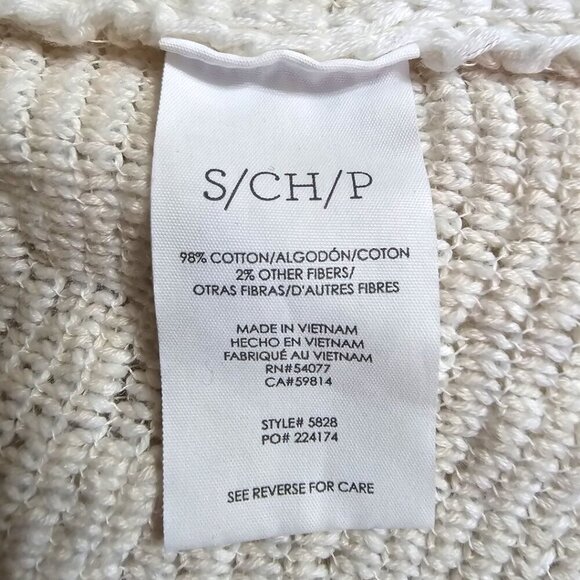 S/CH/P
98% COTTON/ALGODÓN/COTON
2% OTHER FIBERS/
OTRAS FIBRAS/D'AUTRES FIBRES
MADE IN VIETNAM
HECHO EN VIETNAM
FABRIQUÉ AU VIETNAM
RN#54077
CA#59814
STYLE# 5828
PO# 224174
SEE REVERSE FOR CARE